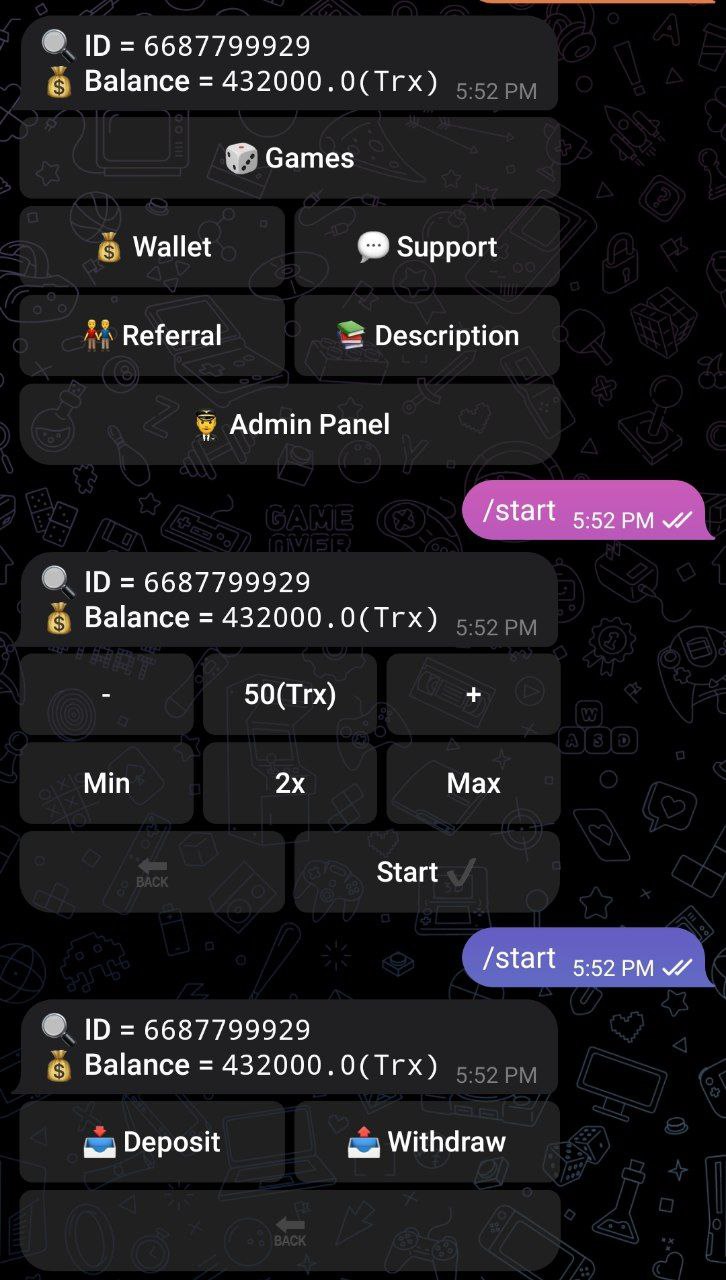 🔍 ID = 6687799929
💰 Balance = 432000.0(Trx) 5:52 PM
🎲 Games
💰 Wallet
💬 Support
👫 Referral
📚 Description
👨‍✈️ Admin Panel
GAME
OVER
/start 5:52 PM
🔍 ID = 6687799929
💰 Balance = 432000.0(Trx) 5:52 PM
-
50(Trx)
+
W
A S D
Min
2x
Max
BACK
Start ✔️
/start 5:52 PM
🔍 ID = 6687799929
💰 Balance = 432000.0(Trx) 5:52 PM
📥 Deposit
📤 Withdraw
BACK